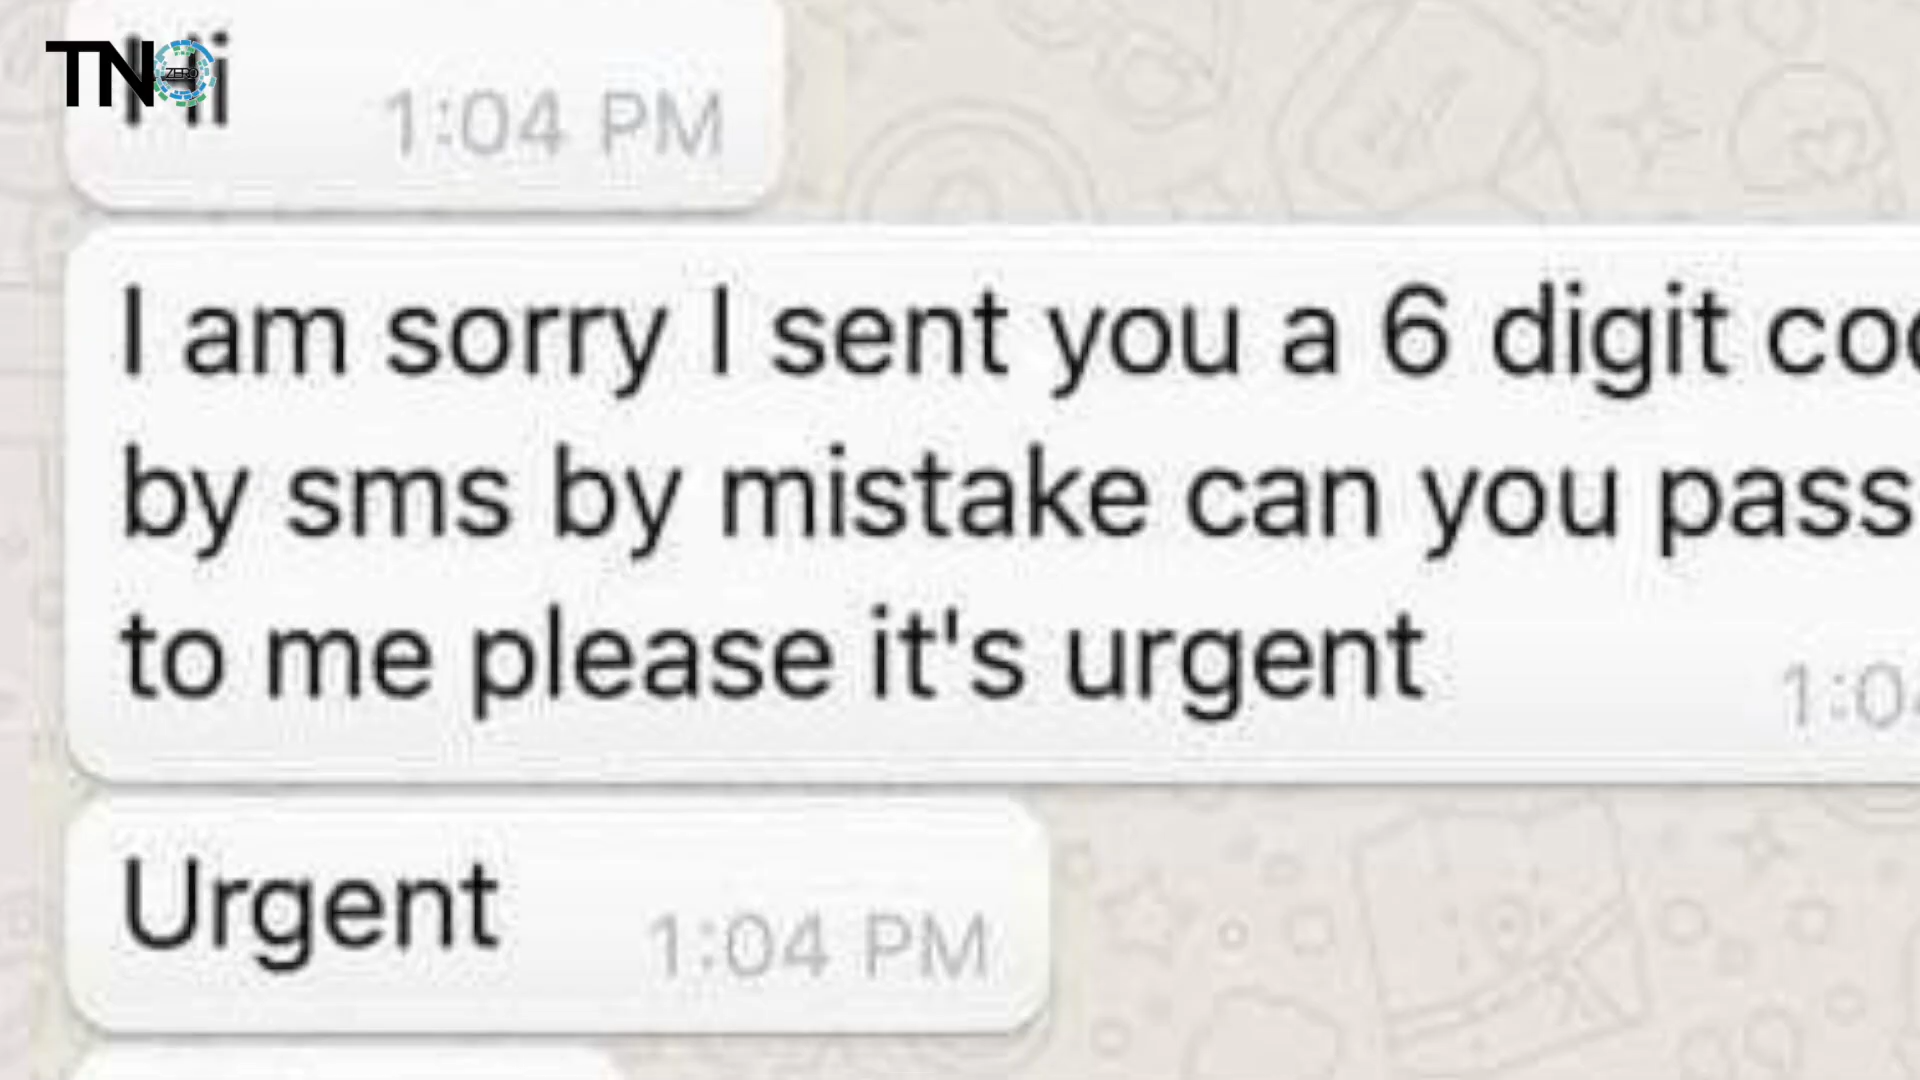 TN ZERO
Hi
1:04 PM
I am sorry I sent you a 6 digit
by sms by mistake can you pass
to me please it's urgent
Urgent
1:04 PM